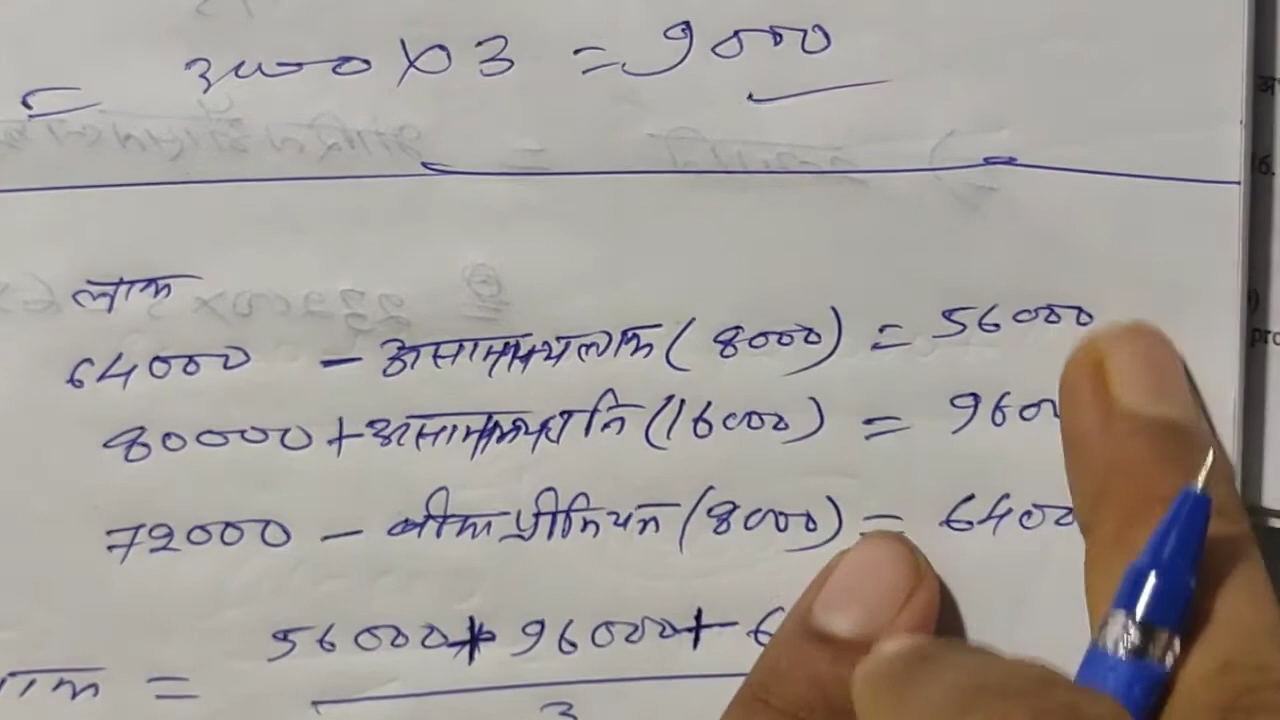 = 3000 × 3 = 9000
लाभ
64000 - असामान्य लाभ ( 8000 ) = 56000
80000 + असामान्य हानि (16000) = 960
72000 - बीमा प्रीमियम (8000) = 6400
56000 + 96000 + 6
=
3